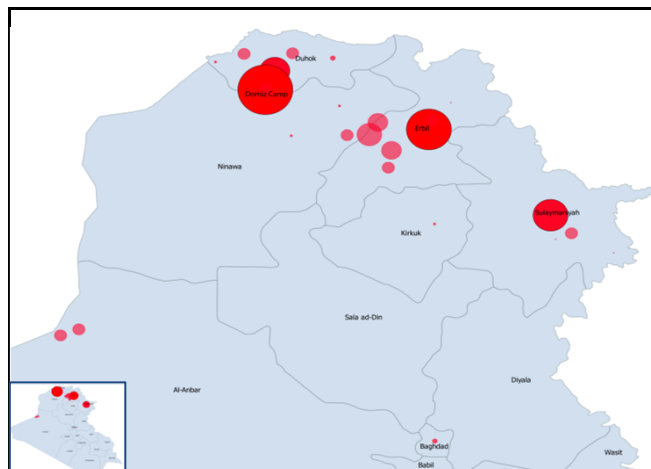 Duhok
Domiz Camp
Erbil
Ninawa
Sulaymaniyah
Kirkuk
Sala ad-Din
Diyala
Al-Anbar
Baghdad
Wasit
Babil